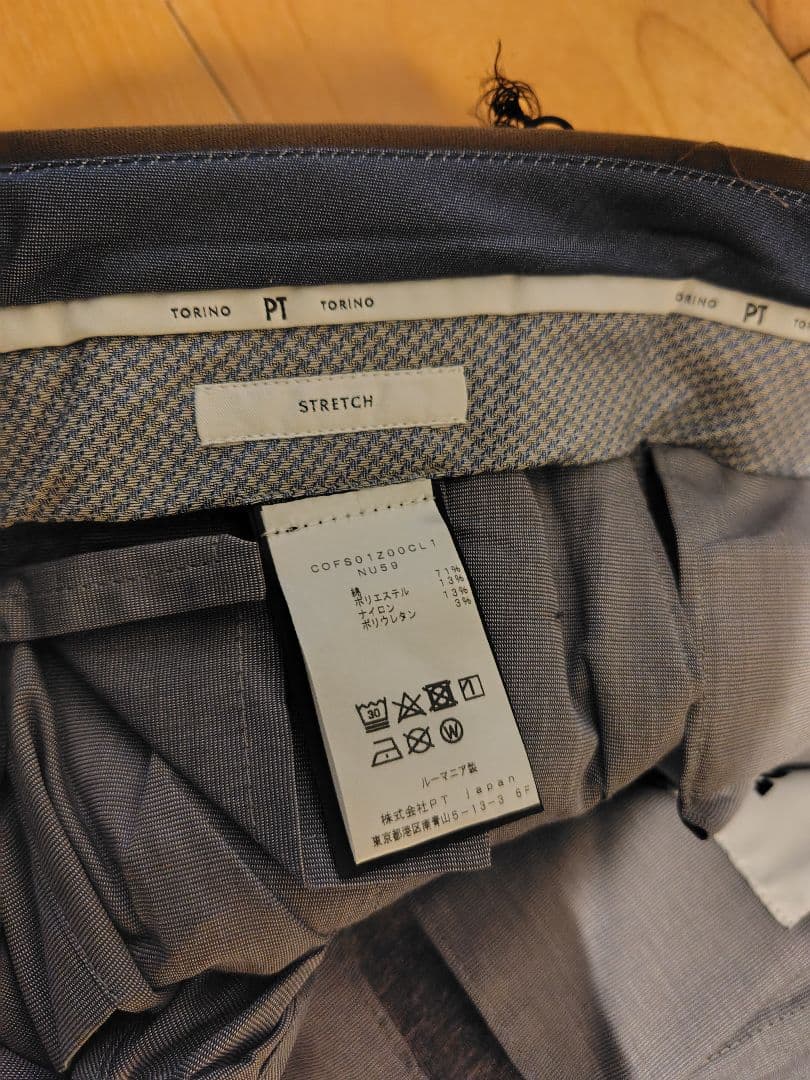 TORINO PT TORINO
ORINO PT TO
STRETCH
COFS01Z00CL1
NU59
綿 71%
ポリエステル 13%
ナイロン 13%
ポリウレタン 3%
30
W
ルーマニア製
株式会社PT japan
東京都港区南青山5-13-3 6F